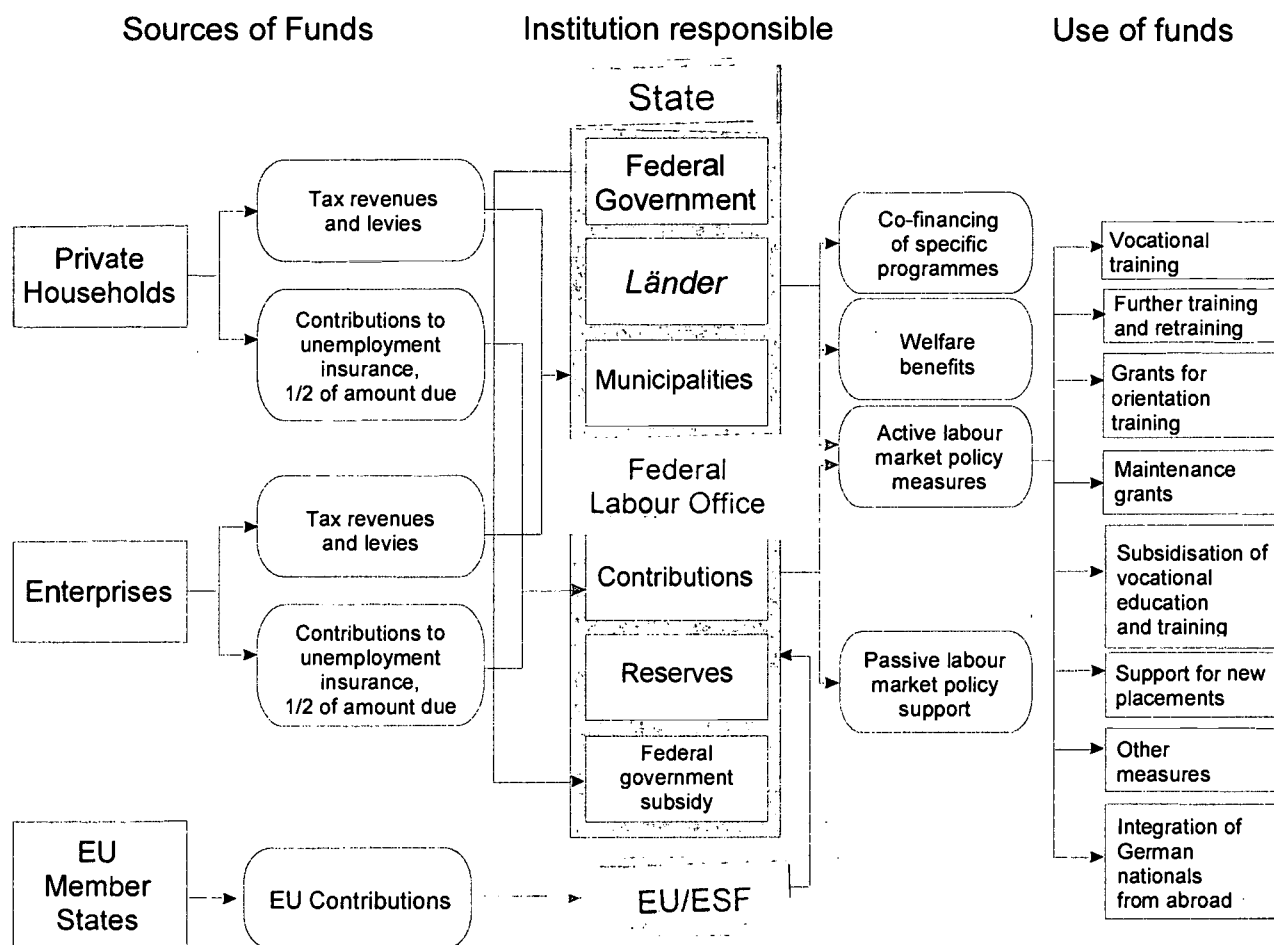 Sources of Funds
Institution responsible
Use of funds
State
Federal
Government
Länder
Municipalities
Private
Households
Tax revenues
and levies
Contributions to
unemployment
insurance,
1/2 of amount due
Enterprises
Tax revenues
and levies
Contributions to
unemployment
insurance,
1/2 of amount due
EU
Member
States
EU Contributions
Federal
Labour Office
Contributions
Reserves
Federal
government
subsidy
EU/ESF
Co-financing
of specific
programmes
Welfare
benefits
Active labour
market policy
measures
Passive labour
market policy
support
Vocational
training
Further training
and retraining
Grants for
orientation
training
Maintenance
grants
Subsidisation of
vocational
education
and training
Support for new
placements
Other
measures
Integration of
German
nationals
from abroad